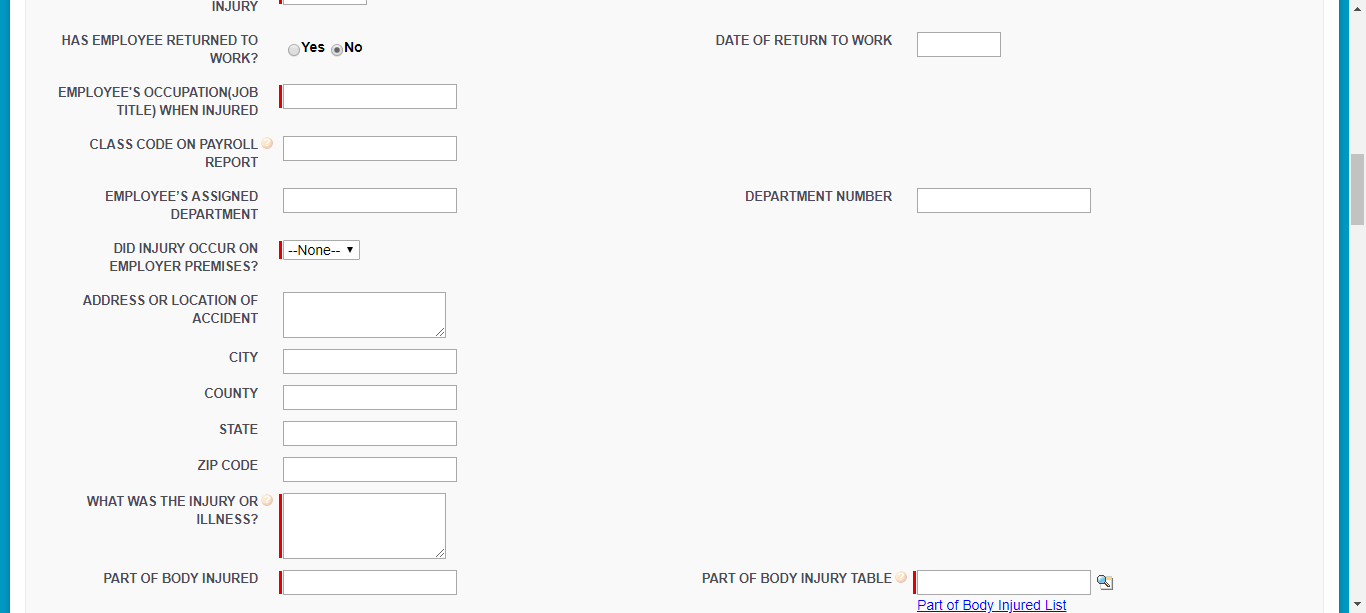 INJURY
HAS EMPLOYEE RETURNED TO
WORK?
Yes No
DATE OF RETURN TO WORK
EMPLOYEE'S OCCUPATION(JOB
TITLE) WHEN INJURED
CLASS CODE ON PAYROLL
REPORT
EMPLOYEE’S ASSIGNED
DEPARTMENT
DEPARTMENT NUMBER
DID INJURY OCCUR ON
EMPLOYER PREMISES?
--None--
ADDRESS OR LOCATION OF
ACCIDENT
CITY
COUNTY
STATE
ZIP CODE
WHAT WAS THE INJURY OR
ILLNESS?
PART OF BODY INJURED
PART OF BODY INJURY TABLE
Part of Body Injured List